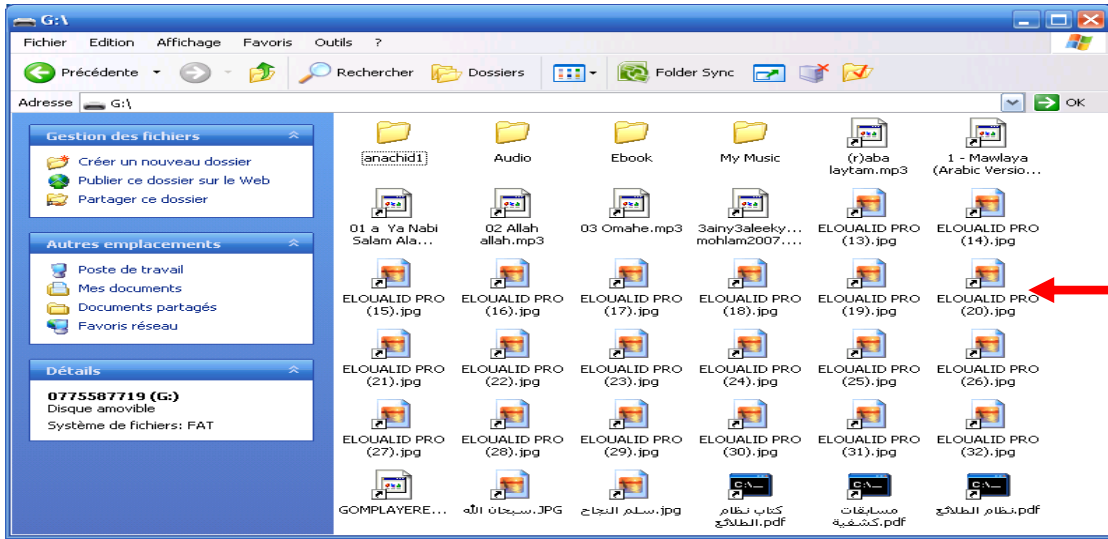 G:\
Fichier Edition Affichage Favoris Outils ?
Précédente Rechercher Dossiers Folder Sync
Adresse G:\ OK
Gestion des fichiers
Créer un nouveau dossier
Publier ce dossier sur le Web
Partager ce dossier
Autres emplacements
Poste de travail
Mes documents
Documents partagés
Favoris réseau
Détails
0775587719 (G:)
Disque amovible
Système de fichiers: FAT
anachid1 Audio Ebook My Music (r)aba 1 - Mawlaya
laytam.mp3 (Arabic Versio...
01 a Ya Nabi 02 Allah 03 Omahe.mp3 3ainy3aleeky... ELOUALID PRO ELOUALID PRO
Salam Ala... allah.mp3 mohlam2007.... (13).jpg (14).jpg
ELOUALID PRO ELOUALID PRO ELOUALID PRO ELOUALID PRO ELOUALID PRO ELOUALID PRO
(15).jpg (16).jpg (17).jpg (18).jpg (19).jpg (20).jpg
ELOUALID PRO ELOUALID PRO ELOUALID PRO ELOUALID PRO ELOUALID PRO ELOUALID PRO
(21).jpg (22).jpg (23).jpg (24).jpg (25).jpg (26).jpg
ELOUALID PRO ELOUALID PRO ELOUALID PRO ELOUALID PRO ELOUALID PRO ELOUALID PRO
(27).jpg (28).jpg (29).jpg (30).jpg (31).jpg (32).jpg
GOMPLAYERE... سبحان الله.JPG سلم النجاح.jpg كتاب نظام مسابقات نظام الطلائع.pdf
الطلائع.pdf كشفية.pdf
C:\_ C:\_ C:\_